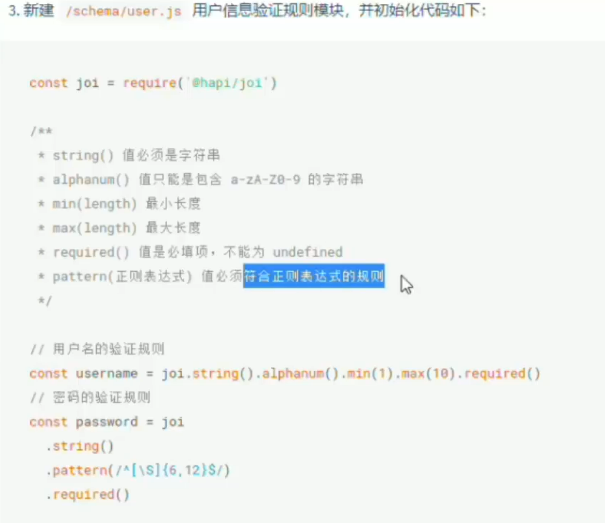 3. 新建 /schema/user.js 用户信息验证规则模块，并初始化代码如下：
const joi = require('@hapi/joi')
/**
* string() 值必须是字符串
* alphanum() 值只能是包含 a-zA-Z0-9 的字符串
* min(length) 最小长度
* max(length) 最大长度
* required() 值是必填项，不能为 undefined
* pattern(正则表达式) 值必须符合正则表达式的规则
*/
// 用户名的验证规则
const username = joi.string().alphanum().min(1).max(10).required()
// 密码的验证规则
const password = joi
.string()
.pattern(/^[\S]{6,12}$/)
.required()